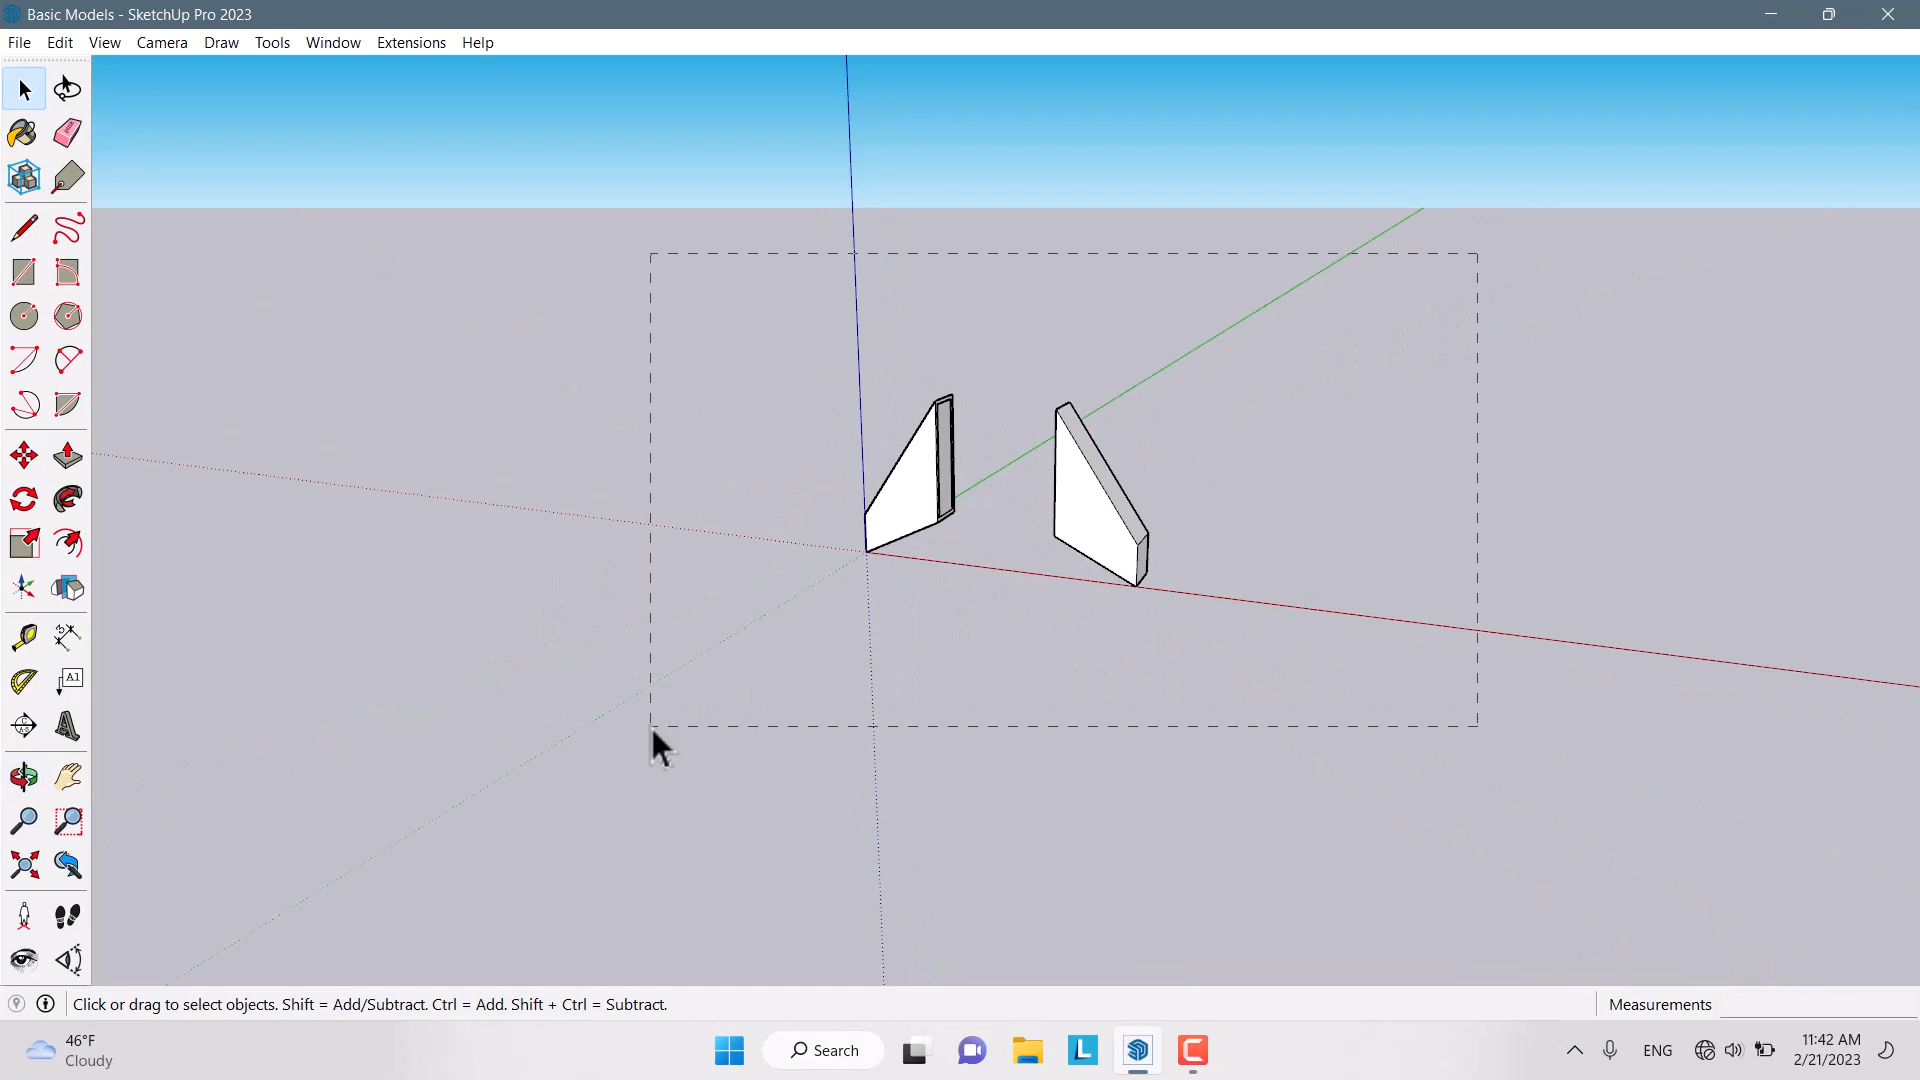 Basic Models - SketchUp Pro 2023
File Edit View Camera Draw Tools Window Extensions Help
A1
Click or drag to select objects. Shift = Add/Subtract. Ctrl = Add. Shift + Ctrl = Subtract.
Measurements
46°F
Cloudy
Search
L
C
ENG
11:42 AM
2/21/2023